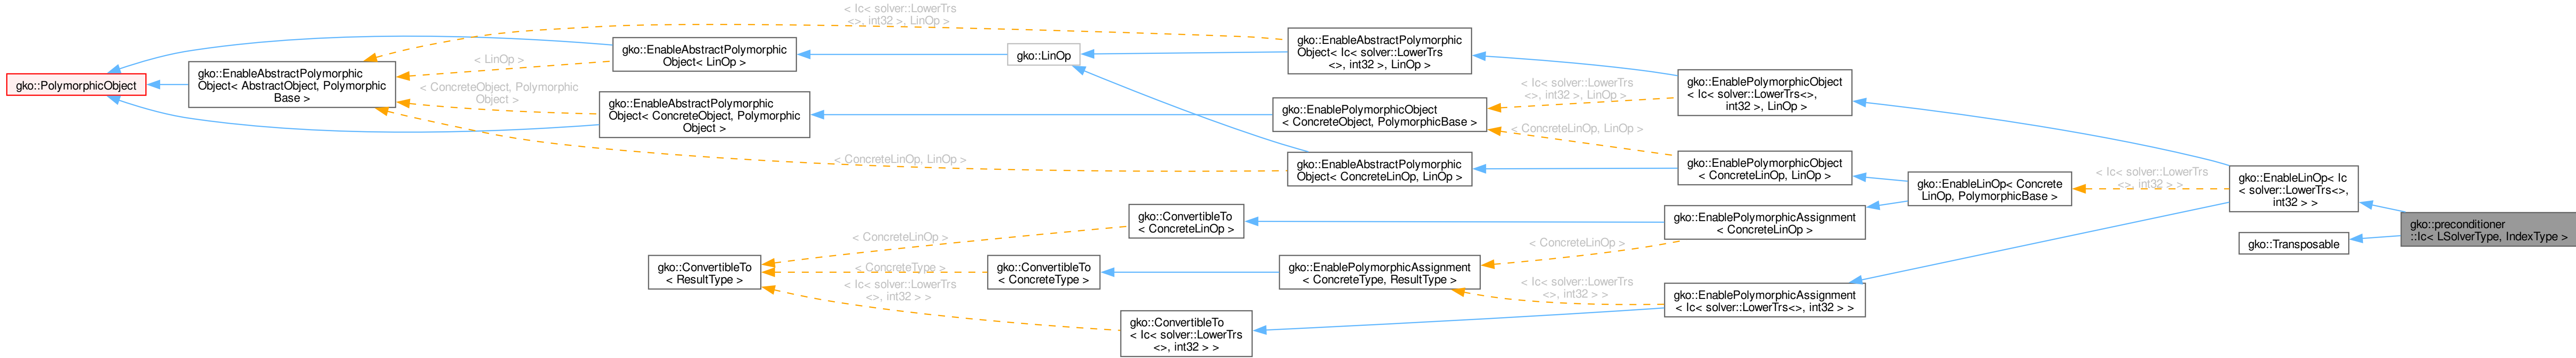 gko::PolymorphicObject
gko::EnableAbstractPolymorphic
Object< AbstractObject, Polymorphic
Base >
< Ic< solver::LowerTrs
<>, int32 >, LinOp >
< LinOp >
< ConcreteObject, Polymorphic
Object >
< ConcreteLinOp, LinOp >
gko::EnableAbstractPolymorphic
Object< LinOp >
gko::EnableAbstractPolymorphic
Object< ConcreteObject, Polymorphic
Object >
gko::LinOp
gko::EnableAbstractPolymorphic
Object< Ic< solver::LowerTrs
<>, int32 >, LinOp >
gko::EnablePolymorphicObject
< ConcreteObject, PolymorphicBase >
gko::EnableAbstractPolymorphic
Object< ConcreteLinOp, LinOp >
< Ic< solver::LowerTrs
<>, int32 >, LinOp >
< ConcreteLinOp, LinOp >
gko::EnablePolymorphicObject
< Ic< solver::LowerTrs<>,
int32 >, LinOp >
gko::EnablePolymorphicObject
< ConcreteLinOp, LinOp >
gko::EnableLinOp< Concrete
LinOp, PolymorphicBase >
< Ic< solver::LowerTrs
<>, int32 > >
gko::EnableLinOp< Ic
< solver::LowerTrs<>,
int32 > >
gko::preconditioner
::Ic< LSolverType, IndexType >
gko::Transposable
gko::ConvertibleTo
< ResultType >
< ConcreteLinOp >
< ConcreteType >
< Ic< solver::LowerTrs
<>, int32 > >
gko::ConvertibleTo
< ConcreteLinOp >
gko::ConvertibleTo
< ConcreteType >
gko::ConvertibleTo
< Ic< solver::LowerTrs
<>, int32 > >
gko::EnablePolymorphicAssignment
< ConcreteType, ResultType >
< ConcreteLinOp >
< Ic< solver::LowerTrs
<>, int32 > >
gko::EnablePolymorphicAssignment
< ConcreteLinOp >
gko::EnablePolymorphicAssignment
< Ic< solver::LowerTrs<>, int32 > >